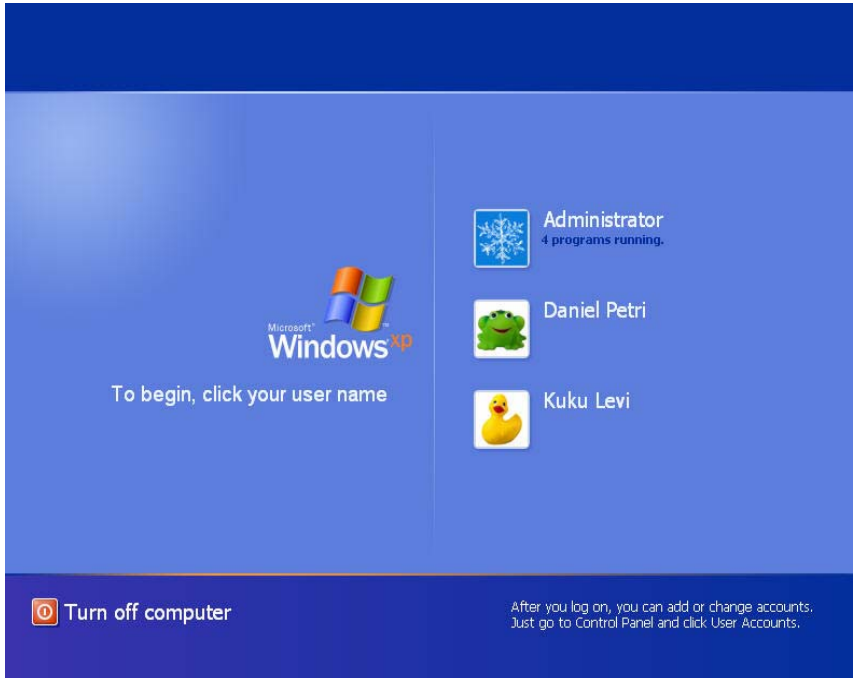 Microsoft®
Windows xp™
To begin, click your user name
Administrator
4 programs running.
Daniel Petri
Kuku Levi
Turn off computer
After you log on, you can add or change accounts.
Just go to Control Panel and click User Accounts.